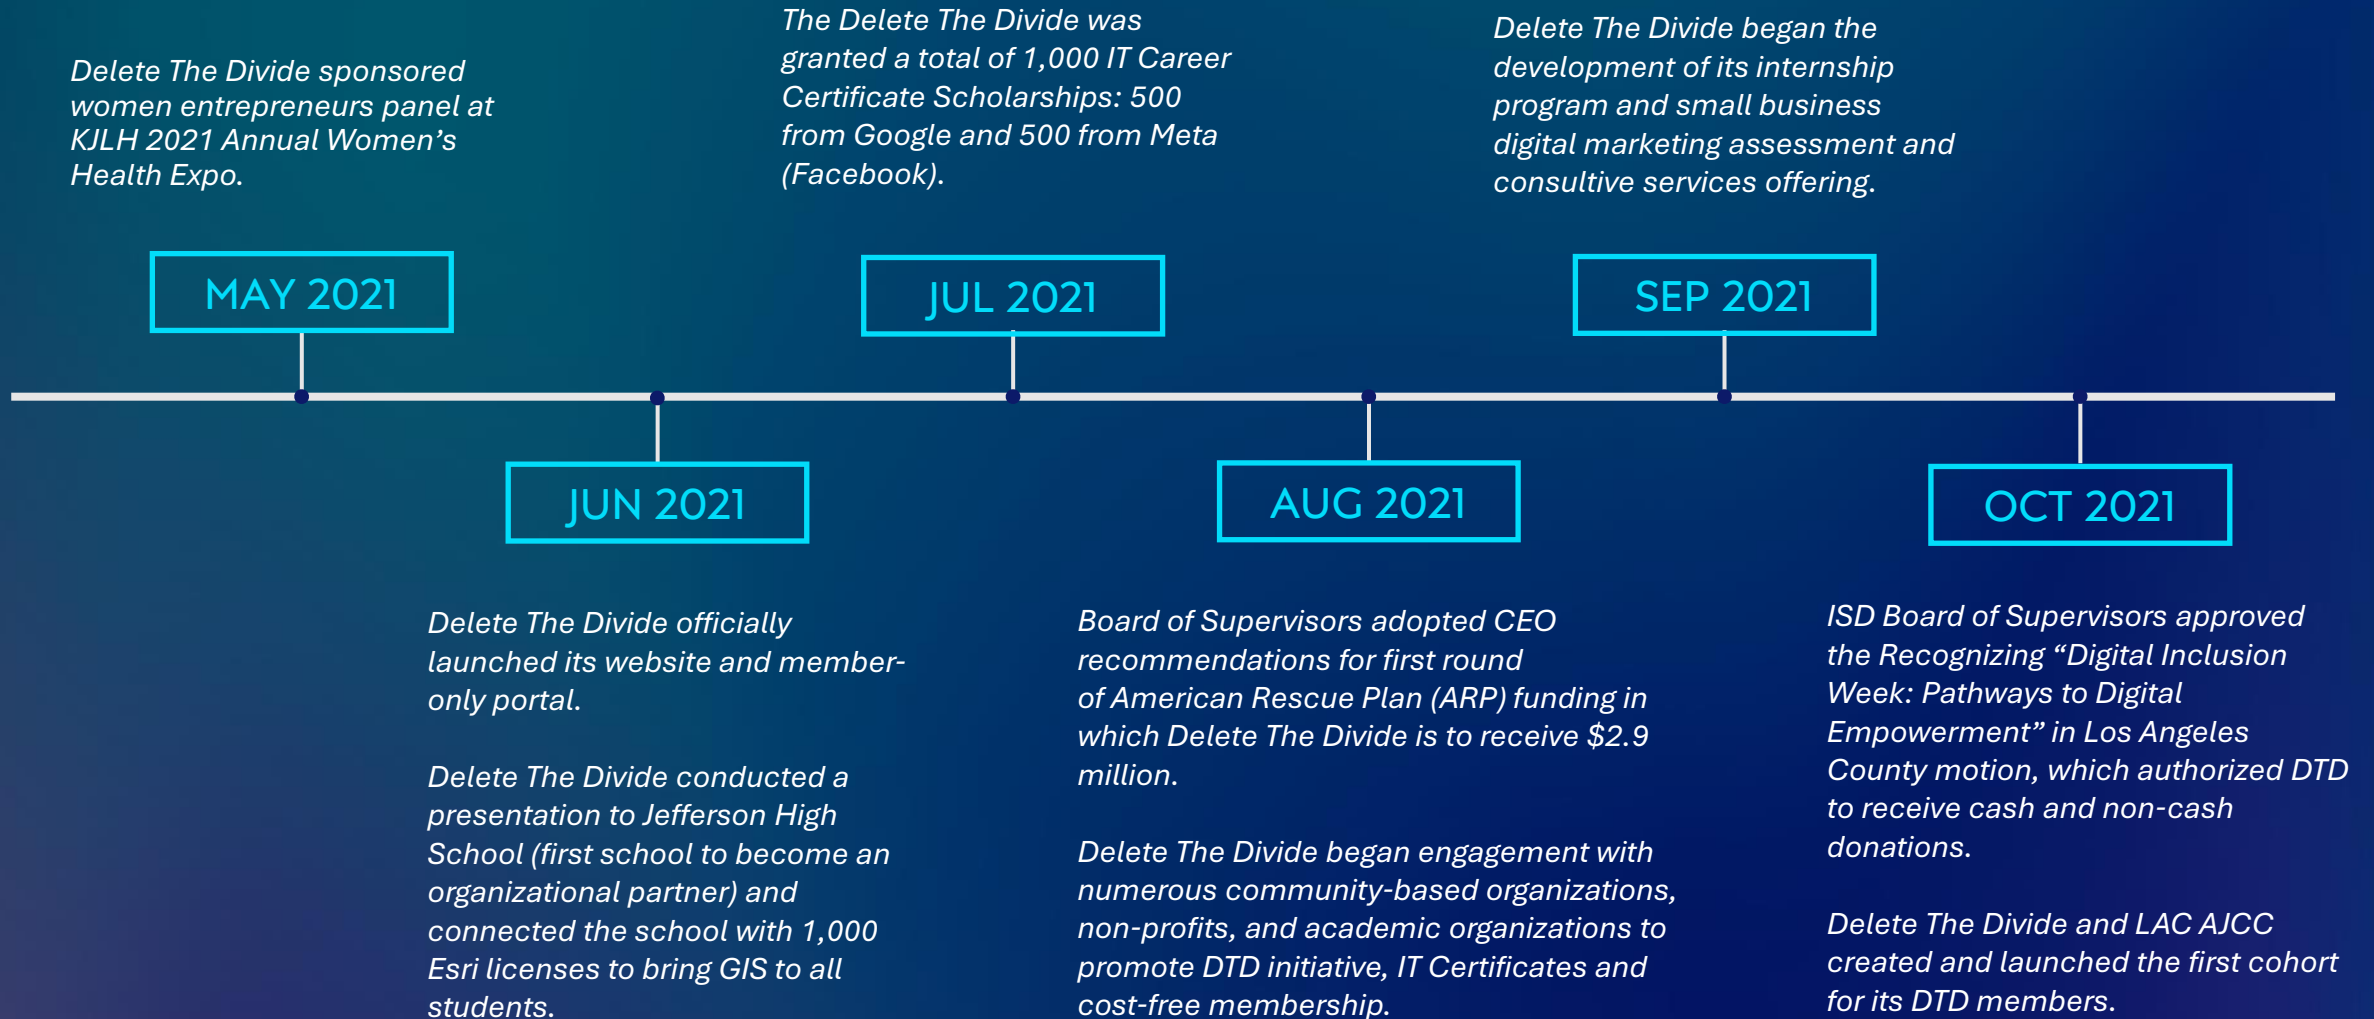 Delete The Divide sponsored
women entrepreneurs panel at
KJLH 2021 Annual Women’s
Health Expo.
MAY 2021
Delete The Divide officially
launched its website and member-
only portal.
Delete The Divide conducted a
presentation to Jefferson High
School (first school to become an
organizational partner) and
connected the school with 1,000
Esri licenses to bring GIS to all
students.
JUN 2021
The Delete The Divide was
granted a total of 1,000 IT Career
Certificate Scholarships: 500
from Google and 500 from Meta
(Facebook).
JUL 2021
AUG 2021
Board of Supervisors adopted CEO
recommendations for first round
of American Rescue Plan (ARP) funding in
which Delete The Divide is to receive $2.9
million.
Delete The Divide began engagement with
numerous community-based organizations,
non-profits, and academic organizations to
promote DTD initiative, IT Certificates and
cost-free membership.
Delete The Divide began the
development of its internship
program and small business
digital marketing assessment and
consultive services offering.
SEP 2021
OCT 2021
ISD Board of Supervisors approved
the Recognizing “Digital Inclusion
Week: Pathways to Digital
Empowerment” in Los Angeles
County motion, which authorized DTD
to receive cash and non-cash
donations.
Delete The Divide and LAC AJCC
created and launched the first cohort
for its DTD members.